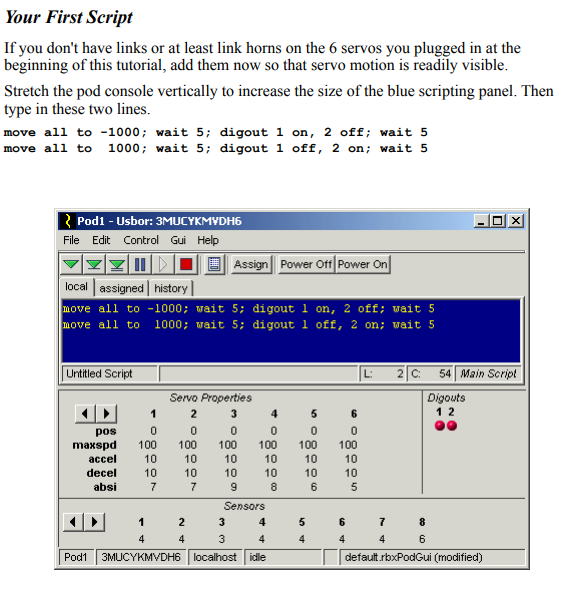 Your First Script
If you don't have links or at least link horns on the 6 servos you plugged in at the
beginning of this tutorial, add them now so that servo motion is readily visible.
Stretch the pod console vertically to increase the size of the blue scripting panel. Then
type in these two lines.
move all to -1000; wait 5; digout 1 on, 2 off; wait 5
move all to  1000; wait 5; digout 1 off, 2 on; wait 5
Pod1 - Usbor: 3MUCYKMVDH6
File Edit Control Gui Help
Assign Power Off Power On
local assigned history
move all to -1000; wait 5; digout 1 on, 2 off; wait 5
move all to  1000; wait 5; digout 1 off, 2 on; wait 5
Untitled Script L: 2 C: 54 Main Script
Servo Properties Digouts
1 2 3 4 5 6 1 2
pos 0 0 0 0 0 0
maxspd 100 100 100 100 100 100
accel 10 10 10 10 10 10
decel 10 10 10 10 10 10
absi 7 7 9 8 6 5
Sensors
1 2 3 4 5 6 7 8
4 4 3 4 4 4 4 6
Pod1 3MUCYKMVDH6 localhost idle default.rbxPodGui (modified)